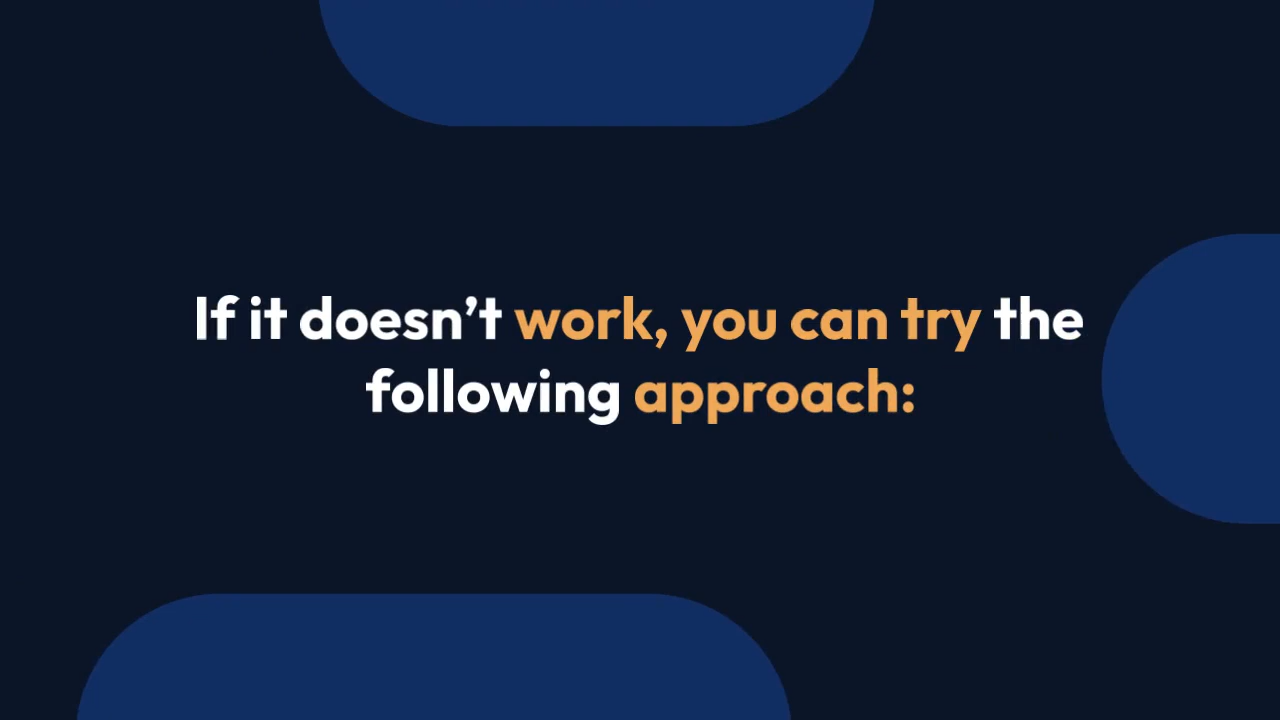 If it doesn’t work, you can try the
following approach: